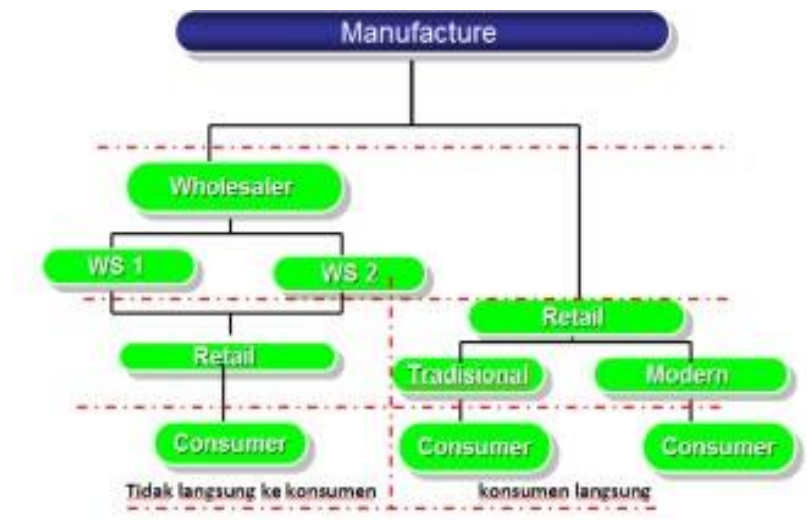 Manufacture
Wholesaler
WS 1
WS 2
Retail
Retail
Tradisional
Modern
Consumer
Consumer
Consumer
Tidak langsung ke konsumen
konsumen langsung